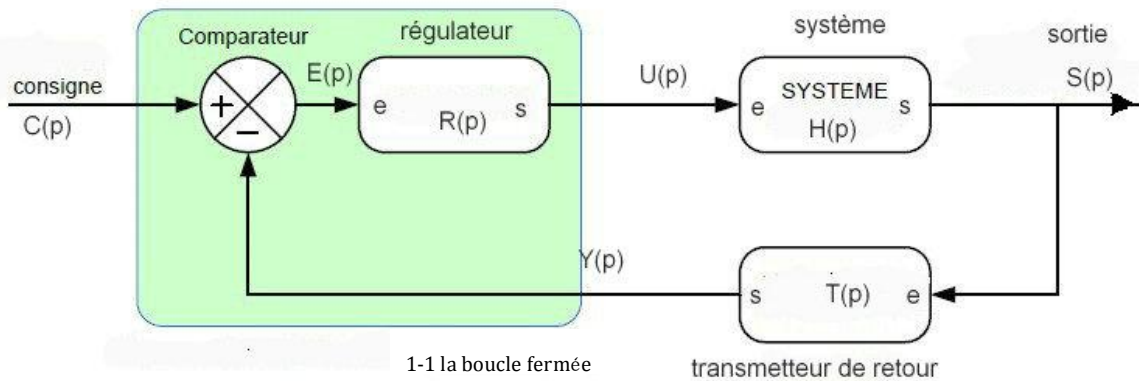 Comparateur
régulateur
système
sortie
consigne
C(p)
+
−
E(p)
e
R(p)
s
U(p)
e
SYSTEME
H(p)
s
S(p)
Y(p)
s
T(p)
e
1-1 la boucle fermée
transmetteur de retour